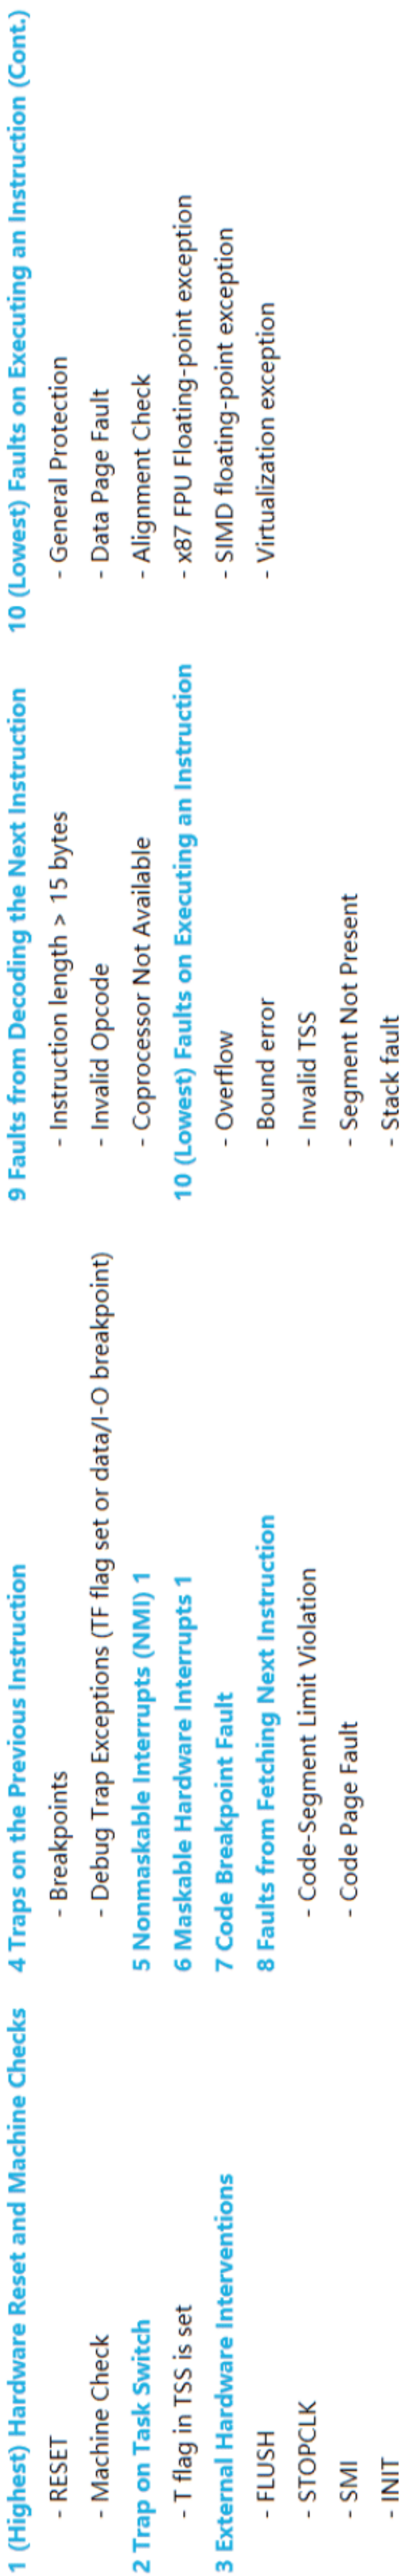 1 (Highest) Hardware Reset and Machine Checks
- RESET
- Machine Check
2 Trap on Task Switch
- T flag in TSS is set
3 External Hardware Interventions
- FLUSH
- STOPCLK
- SMI
- INIT
4 Traps on the Previous Instruction
- Breakpoints
- Debug Trap Exceptions (TF flag set or data/I-O breakpoint)
5 Nonmaskable Interrupts (NMI) 1
6 Maskable Hardware Interrupts 1
7 Code Breakpoint Fault
8 Faults from Fetching Next Instruction
- Code-Segment Limit Violation
- Code Page Fault
9 Faults from Decoding the Next Instruction
- Instruction length > 15 bytes
- Invalid Opcode
- Coprocessor Not Available
10 (Lowest) Faults on Executing an Instruction
- Overflow
- Bound error
- Invalid TSS
- Segment Not Present
- Stack fault
10 (Lowest) Faults on Executing an Instruction (Cont.)
- General Protection
- Data Page Fault
- Alignment Check
- x87 FPU Floating-point exception
- SIMD floating-point exception
- Virtualization exception